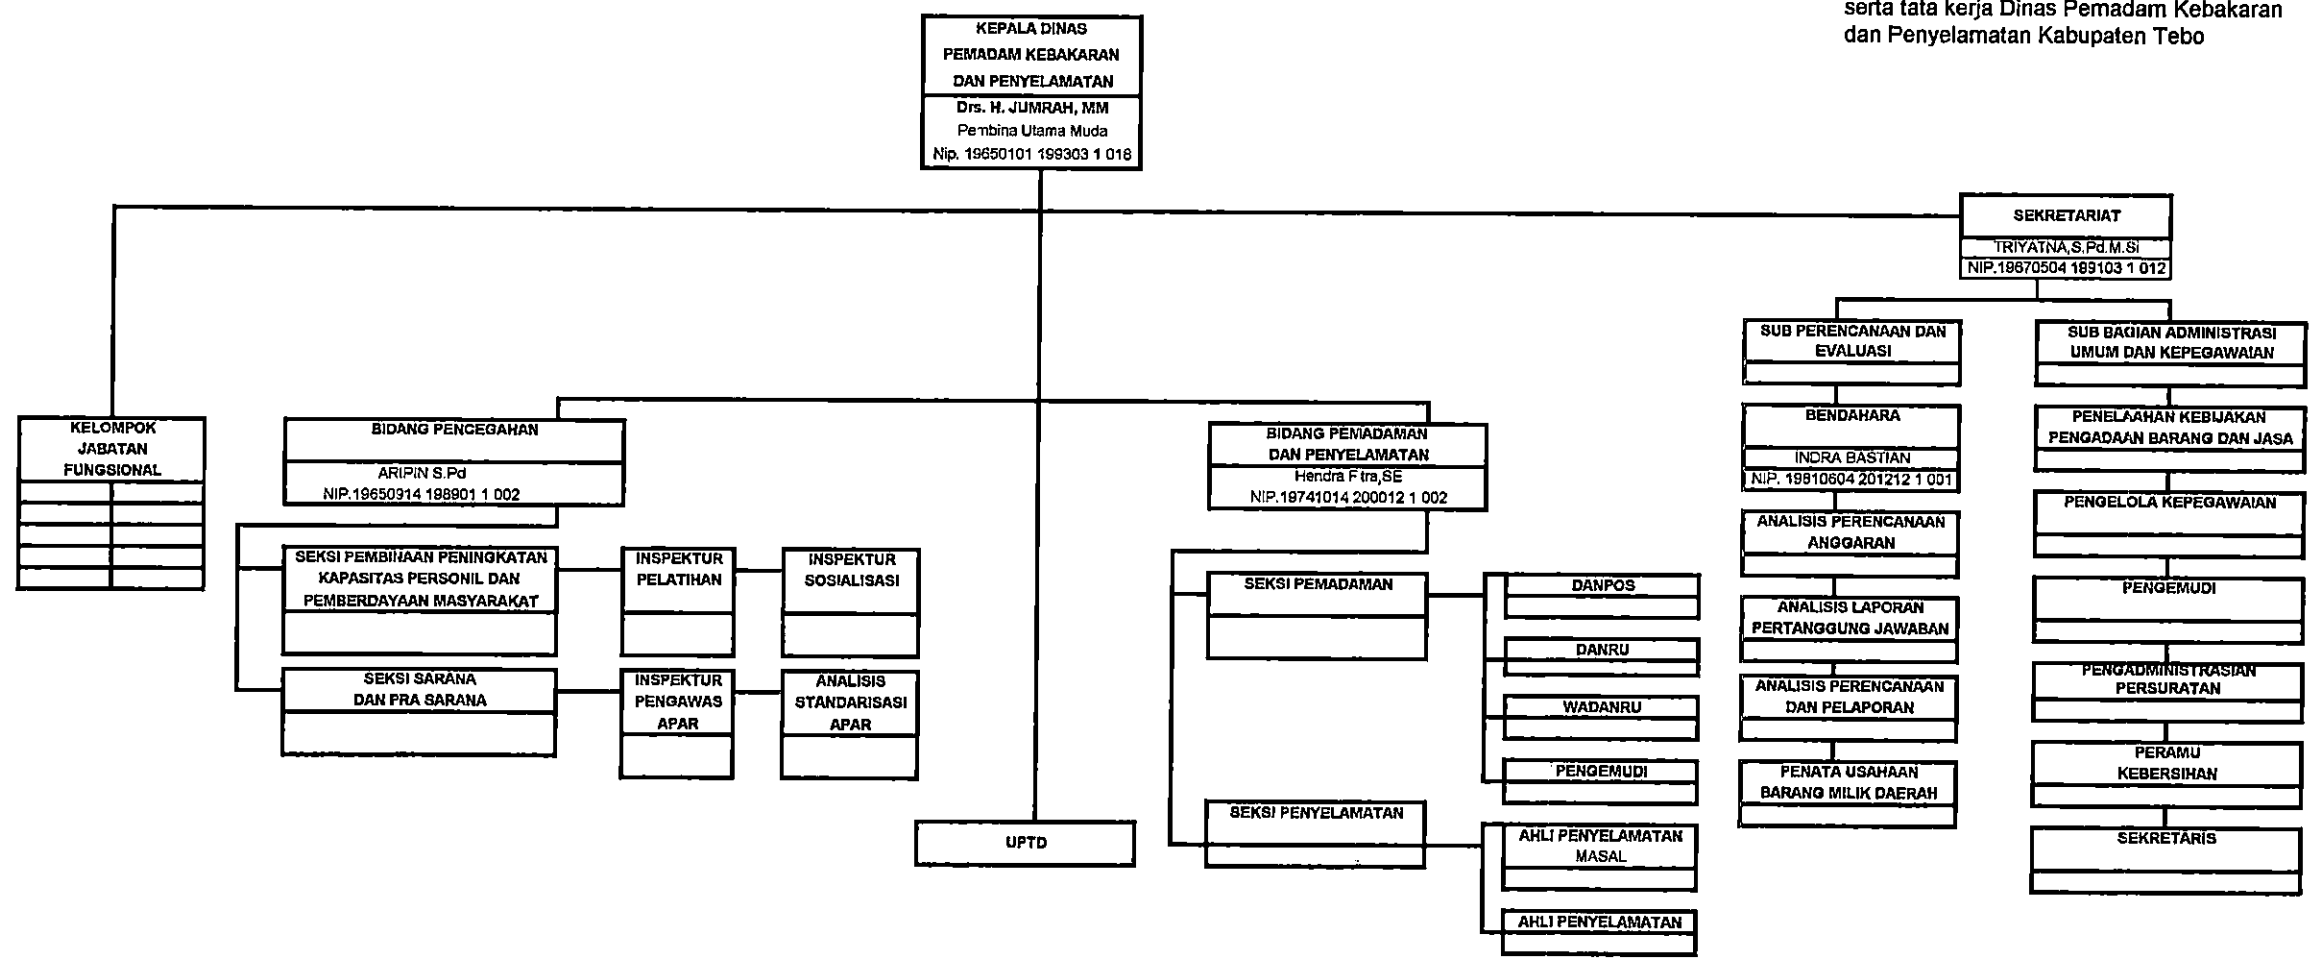 serta tata kerja Dinas Pemadam Kebakaran
dan Penyelamatan Kabupaten Tebo
KEPALA DINAS
PEMADAM KEBAKARAN
DAN PENYELAMATAN
Drs. H. JUMRAH, MM
Pembina Utama Muda
Nip. 19650101 199303 1 018
SEKRETARIAT
TRIYATNA,S.Pd.M.Si
NIP.19670504 199103 1 012
KELOMPOK
JABATAN
FUNGSIONAL
BIDANG PENCEGAHAN
ARIPIN S.Pd
NIP.19650914 198901 1 002
SEKSI PEMBINAAN PENINGKATAN
KAPASITAS PERSONIL DAN
PEMBERDAYAAN MASYARAKAT
INSPEKTUR
PELATIHAN
INSPEKTUR
SOSIALISASI
SEKSI SARANA
DAN PRA SARANA
INSPEKTUR
PENGAWAS
APAR
ANALISIS
STANDARISASI
APAR
UPTD
BIDANG PEMADAMAN
DAN PENYELAMATAN
Hendra Fitra,SE
NIP.19741014 200012 1 002
SEKSI PEMADAMAN
DANPOS
DANRU
WADANRU
PENGEMUDI
SEKSI PENYELAMATAN
AHLI PENYELAMATAN
MASAL
AHLI PENYELAMATAN
SUB PERENCANAAN DAN
EVALUASI
BENDAHARA
INDRA BASTIAN
NIP. 19810604 201212 1 001
ANALISIS PERENCANAAN
ANGGARAN
ANALISIS LAPORAN
PERTANGGUNG JAWABAN
ANALISIS PERENCANAAN
DAN PELAPORAN
PENATA USAHAAN
BARANG MILIK DAERAH
SUB BAGIAN ADMINISTRASI
UMUM DAN KEPEGAWAIAN
PENELAAHAN KEBIJAKAN
PENGADAAN BARANG DAN JASA
PENGELOLA KEPEGAWAIAN
PENGEMUDI
PENGADMINISTRASIAN
PERSURATAN
PERAMU
KEBERSIHAN
SEKRETARIS